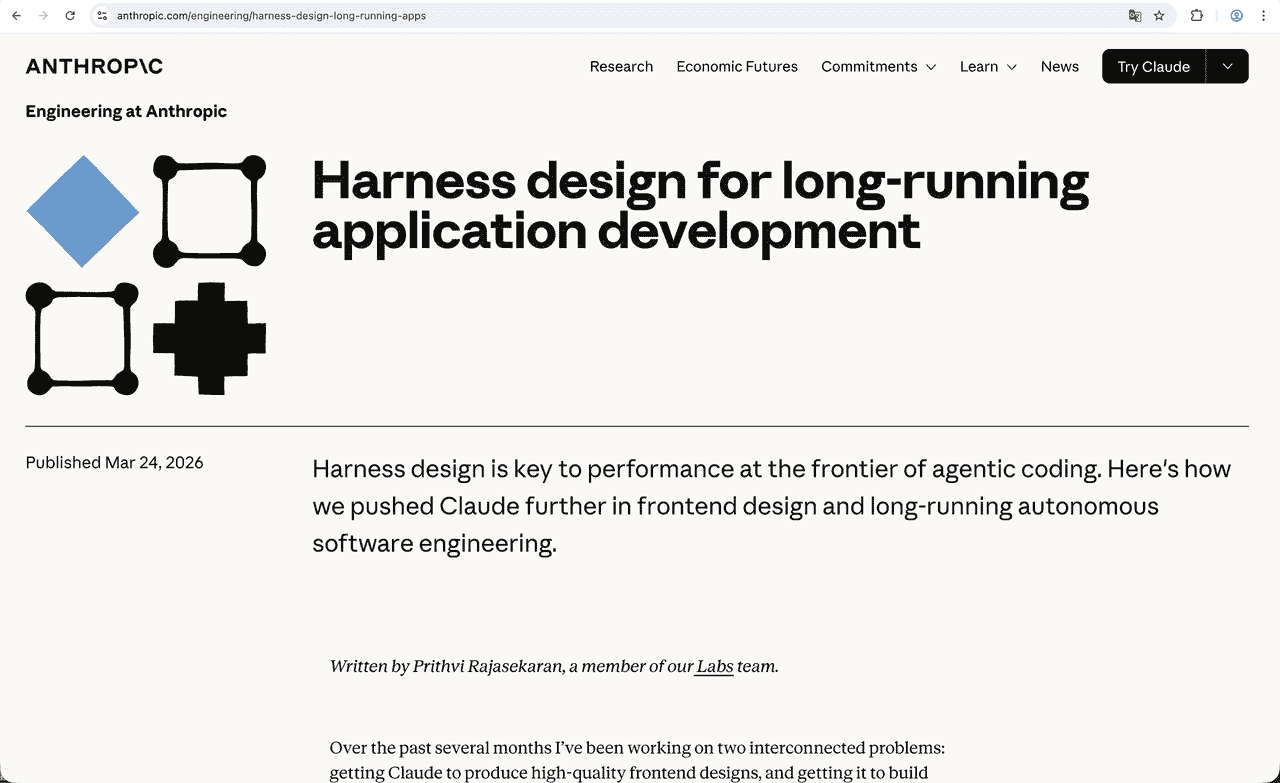 anthropic.com/engineering/harness-design-long-running-apps
ANTHROP\C
Research
Economic Futures
Commitments
Learn
News
Try Claude
Engineering at Anthropic
Harness design for long-running
application development
Published Mar 24, 2026
Harness design is key to performance at the frontier of agentic coding. Here's how
we pushed Claude further in frontend design and long-running autonomous
software engineering.
Written by Prithvi Rajasekaran, a member of our Labs team.
Over the past several months I’ve been working on two interconnected problems:
getting Claude to produce high-quality frontend designs, and getting it to build